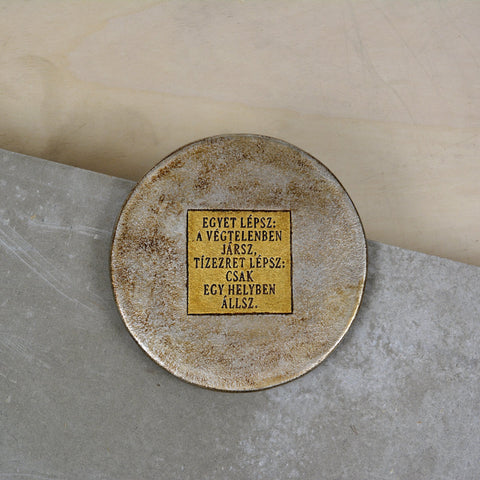 EGYET LÉPSZ:
A VÉGTELENBEN
JÁRSZ,
TÍZEZRET LÉPSZ:
CSAK
EGY HELYBEN
ÁLLSZ.